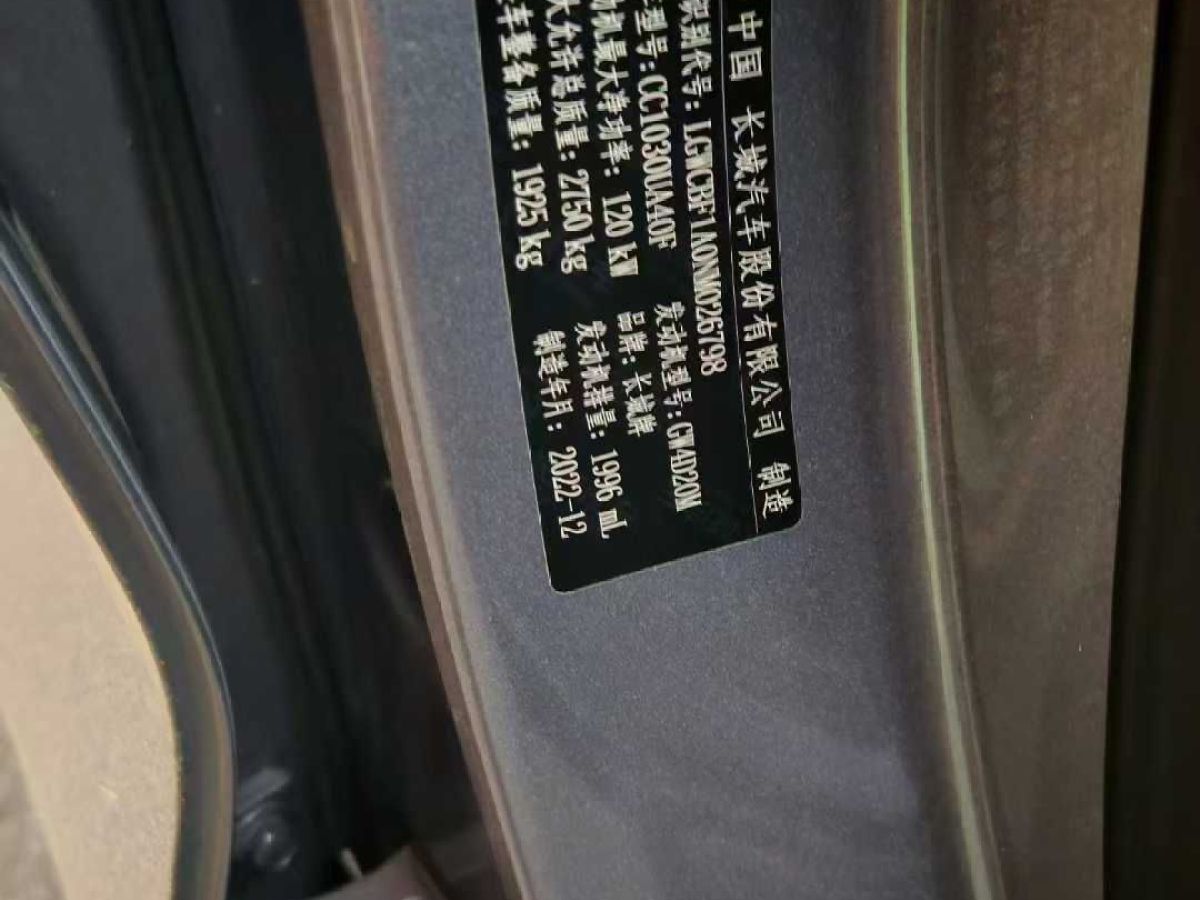 中国 长城汽车股份有限公司 制造
识别代号：LGWCBF1A0NM026798
型号：CC1030UA40F 发动机型号：GW4D20M
机最大净功率：120 kW 品牌：长城牌
大允许总质量：2750 kg 发动机排量：1996 mL
车整备质量：1925 kg 制造年月：2022-12